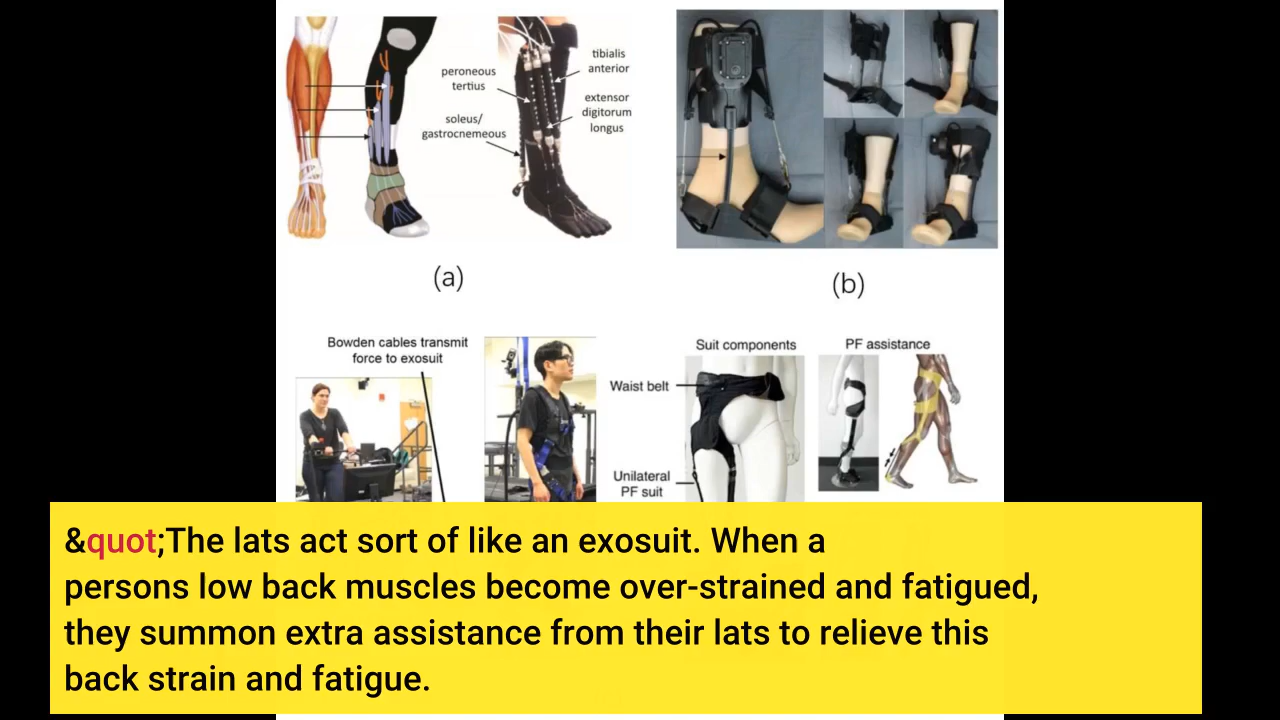 tibialis
anterior
peroneous
tertius
extensor
digitorum
longus
soleus/
gastrocnemeous
(a)
(b)
Bowden cables transmit
force to exosuit
Suit components
PF assistance
Waist belt
Unilateral
PF suit
&quot;The lats act sort of like an exosuit. When a
persons low back muscles become over-strained and fatigued,
they summon extra assistance from their lats to relieve this
back strain and fatigue.